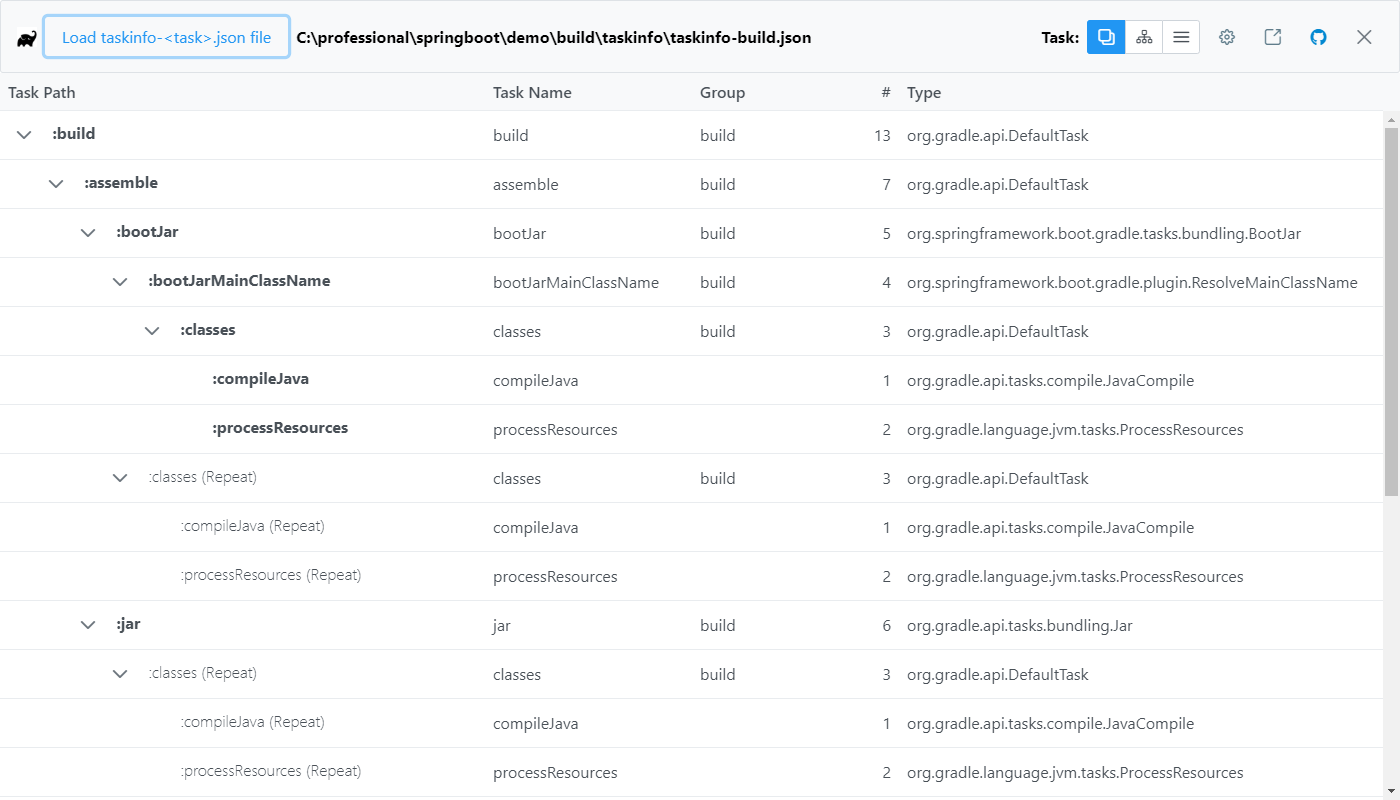 Load taskinfo-<task>.json file C:\professional\springboot\demo\build\taskinfo\taskinfo-build.json Task:
Task Path Task Name Group # Type
:build build build 13 org.gradle.api.DefaultTask
:assemble assemble build 7 org.gradle.api.DefaultTask
:bootJar bootJar build 5 org.springframework.boot.gradle.tasks.bundling.BootJar
:bootJarMainClassName bootJarMainClassName build 4 org.springframework.boot.gradle.plugin.ResolveMainClassName
:classes classes build 3 org.gradle.api.DefaultTask
:compileJava compileJava 1 org.gradle.api.tasks.compile.JavaCompile
:processResources processResources 2 org.gradle.language.jvm.tasks.ProcessResources
:classes (Repeat) classes build 3 org.gradle.api.DefaultTask
:compileJava (Repeat) compileJava 1 org.gradle.api.tasks.compile.JavaCompile
:processResources (Repeat) processResources 2 org.gradle.language.jvm.tasks.ProcessResources
:jar jar build 6 org.gradle.api.tasks.bundling.Jar
:classes (Repeat) classes build 3 org.gradle.api.DefaultTask
:compileJava (Repeat) compileJava 1 org.gradle.api.tasks.compile.JavaCompile
:processResources (Repeat) processResources 2 org.gradle.language.jvm.tasks.ProcessResources